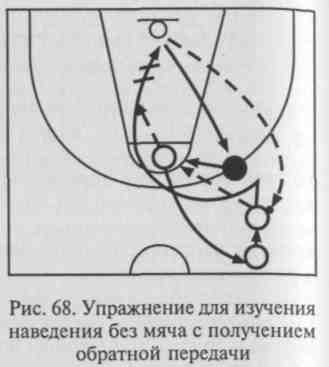 Рис. 68. Упражнение для изучения
наведения без мяча с получением
обратной передачи